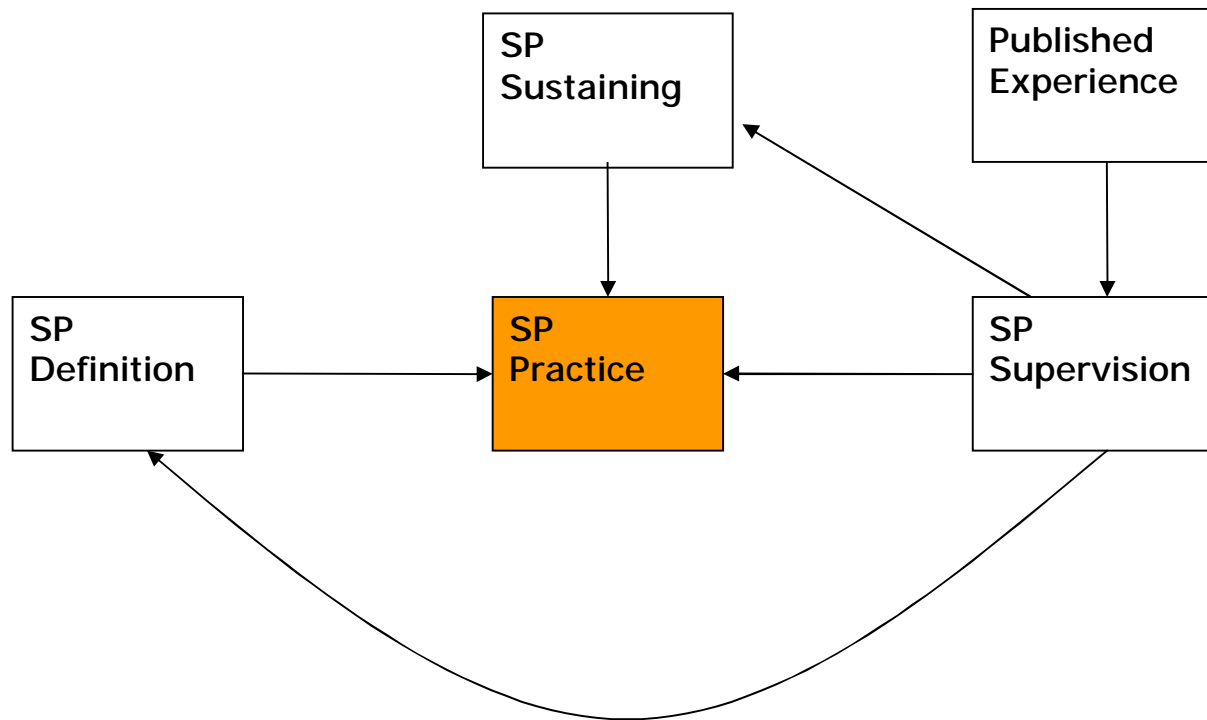 SP
Sustaining
Published
Experience
SP
Definition
SP
Practice
SP
Supervision